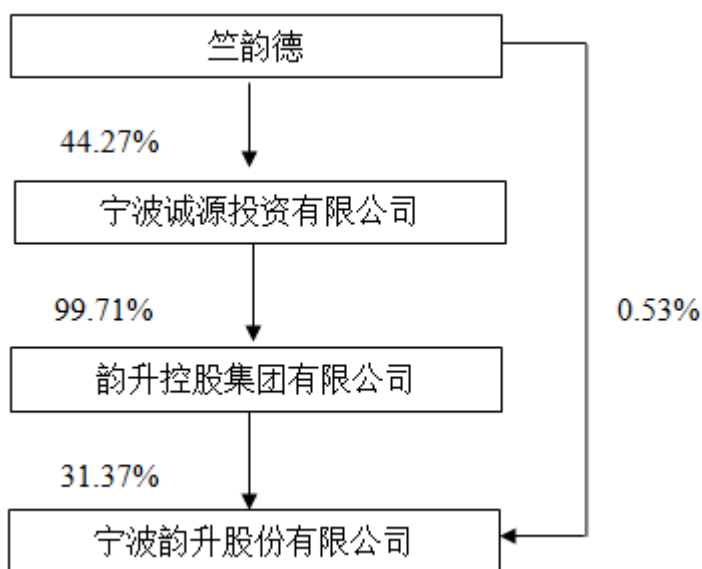 竺韵德
44.27%
宁波诚源投资有限公司
99.71%
0.53%
韵升控股集团有限公司
31.37%
宁波韵升股份有限公司